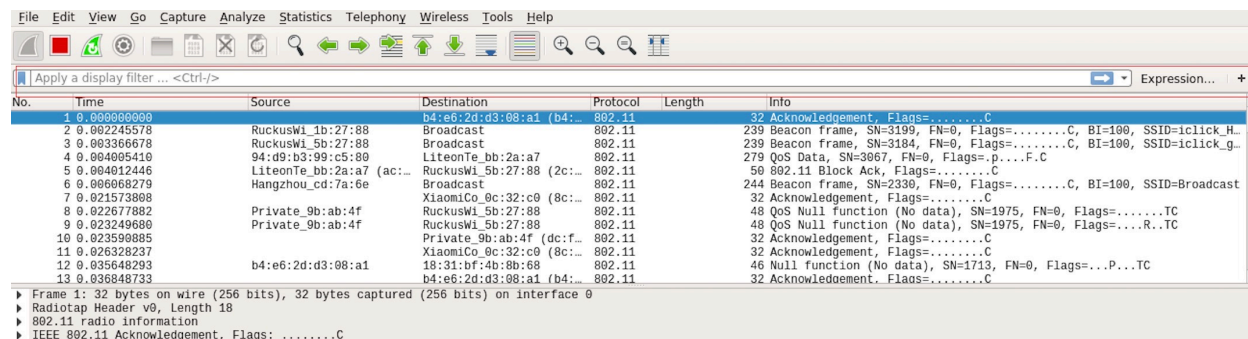 File Edit View Go Capture Analyze Statistics Telephony Wireless Tools Help
Apply a display filter ... <Ctrl-/> Expression... +
No. Time Source Destination Protocol Length Info
1 0.000000000 b4:e6:2d:d3:08:a1 (b4:… 802.11 32 Acknowledgement, Flags=........C
2 0.002245578 RuckusWi_1b:27:88 Broadcast 802.11 239 Beacon frame, SN=3199, FN=0, Flags=........C, BI=100, SSID=iclick_H…
3 0.003366678 RuckusWi_5b:27:88 Broadcast 802.11 239 Beacon frame, SN=3184, FN=0, Flags=........C, BI=100, SSID=iclick_g…
4 0.004005410 94:d9:b3:99:c5:80 LiteonTe_bb:2a:a7 802.11 279 QoS Data, SN=3067, FN=0, Flags=.p....F.C
5 0.004012446 LiteonTe_bb:2a:a7 (ac:… RuckusWi_5b:27:88 (2c:… 802.11 50 802.11 Block Ack, Flags=........C
6 0.006068279 Hangzhou_cd:7a:6e Broadcast 802.11 244 Beacon frame, SN=2330, FN=0, Flags=........C, BI=100, SSID=Broadcast
7 0.021573808 XiaomiCo_0c:32:c0 (8c:… 802.11 32 Acknowledgement, Flags=........C
8 0.022677882 Private_9b:ab:4f RuckusWi_5b:27:88 802.11 48 QoS Null function (No data), SN=1975, FN=0, Flags=.......TC
9 0.023249680 Private_9b:ab:4f RuckusWi_5b:27:88 802.11 48 QoS Null function (No data), SN=1975, FN=0, Flags=....R..TC
10 0.023590885 Private_9b:ab:4f (dc:f… 802.11 32 Acknowledgement, Flags=........C
11 0.026328237 XiaomiCo_0c:32:c0 (8c:… 802.11 32 Acknowledgement, Flags=........C
12 0.035648293 b4:e6:2d:d3:08:a1 18:31:bf:4b:8b:68 802.11 46 Null function (No data), SN=1713, FN=0, Flags=...P...TC
13 0.036848733 b4:e6:2d:d3:08:a1 (b4:… 802.11 32 Acknowledgement, Flags=........C
Frame 1: 32 bytes on wire (256 bits), 32 bytes captured (256 bits) on interface 0
Radiotap Header v0, Length 18
802.11 radio information
IEEE 802.11 Acknowledgement, Flags: ........C